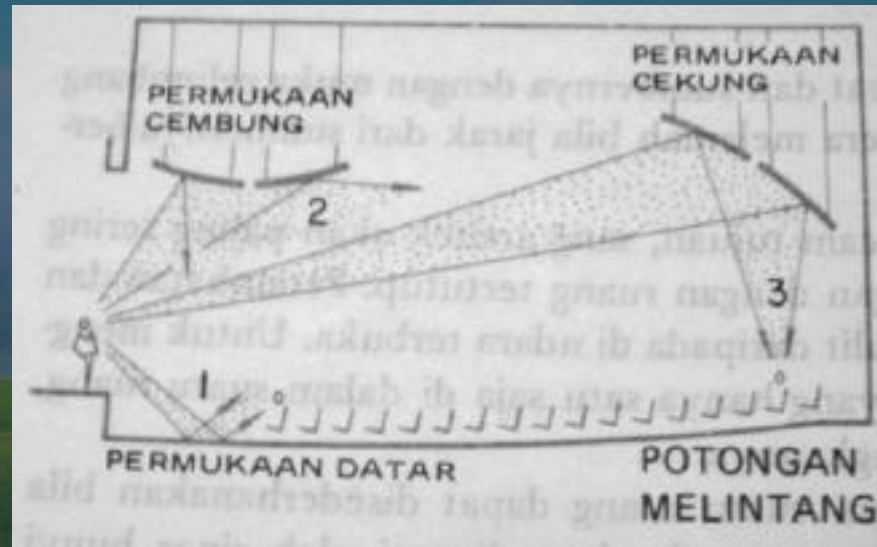 PERMUKAAN
CEMBUNG
PERMUKAAN
CEKUNG
2
3
1
PERMUKAAN DATAR
POTONGAN
MELINTANG